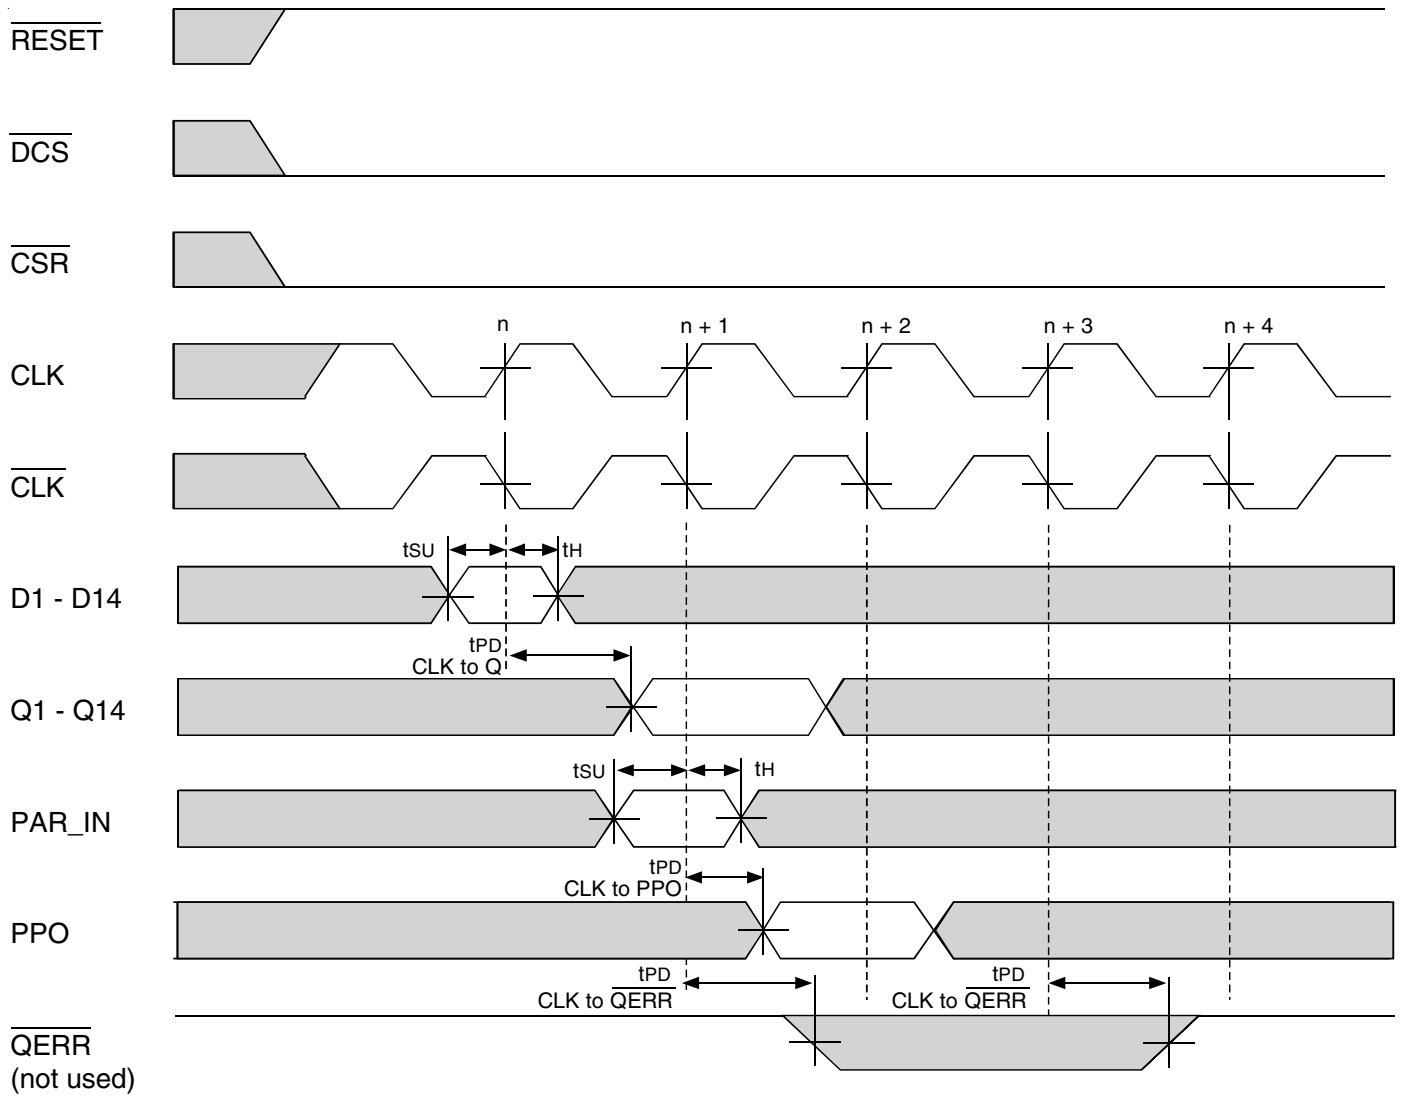 RESET
DCS
CSR
n n + 1 n + 2 n + 3 n + 4
CLK
CLK
tSU tH
D1 - D14
tPD
CLK to Q
Q1 - Q14
tSU tH
PAR_IN
tPD
CLK to PPO
PPO
tPD tPD
CLK to QERR CLK to QERR
QERR
(not used)